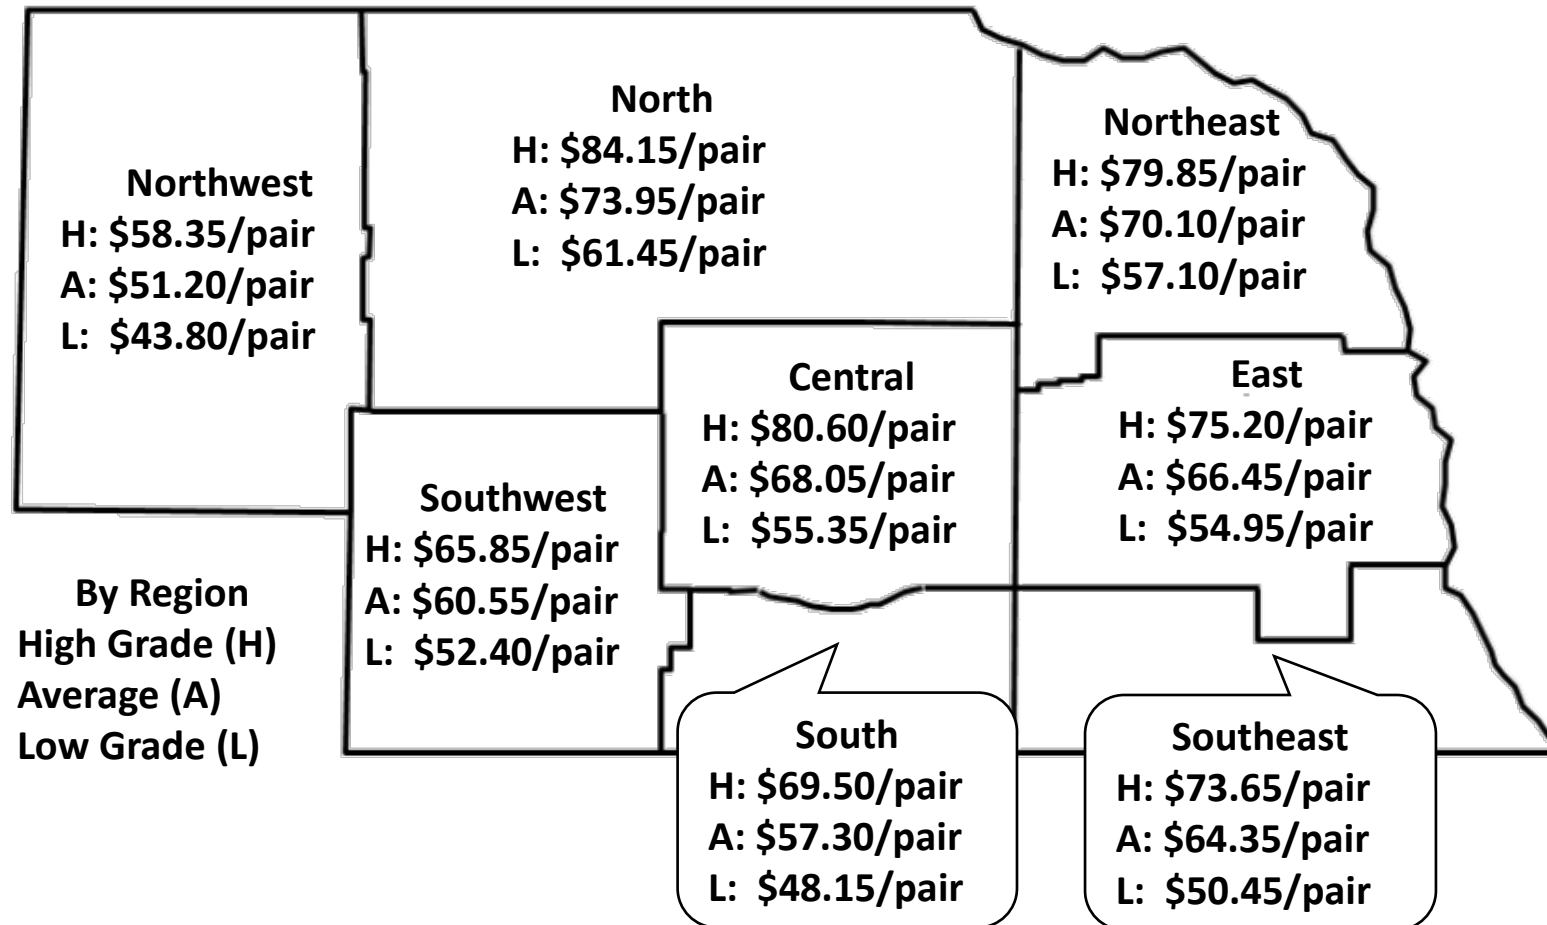 North
H: $84.15/pair
A: $73.95/pair
L: $61.45/pair
Northeast
H: $79.85/pair
A: $70.10/pair
L: $57.10/pair
Northwest
H: $58.35/pair
A: $51.20/pair
L: $43.80/pair
Central
H: $80.60/pair
A: $68.05/pair
L: $55.35/pair
East
H: $75.20/pair
A: $66.45/pair
L: $54.95/pair
Southwest
H: $65.85/pair
A: $60.55/pair
L: $52.40/pair
By Region
High Grade (H)
Average (A)
Low Grade (L)
South
H: $69.50/pair
A: $57.30/pair
L: $48.15/pair
Southeast
H: $73.65/pair
A: $64.35/pair
L: $50.45/pair